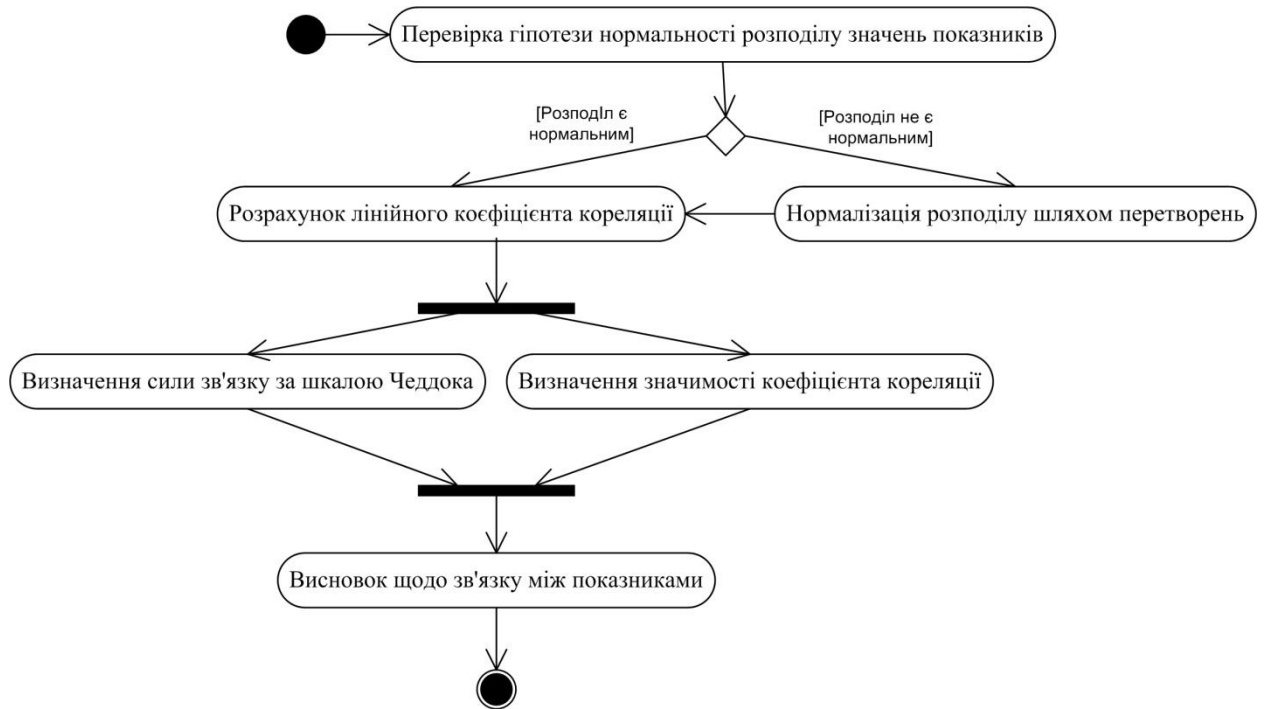 Перевірка гіпотези нормальності розподілу значень показників
[РозподІл є
нормальним]
[Розподіл не є
нормальним]
Розрахунок лінійного коєфіцієнта кореляції
Нормалізація розподілу шляхом перетворень
Визначення сили зв'язку за шкалою Чеддока
Визначення значимості коефіцієнта кореляції
Висновок щодо зв'язку між показниками